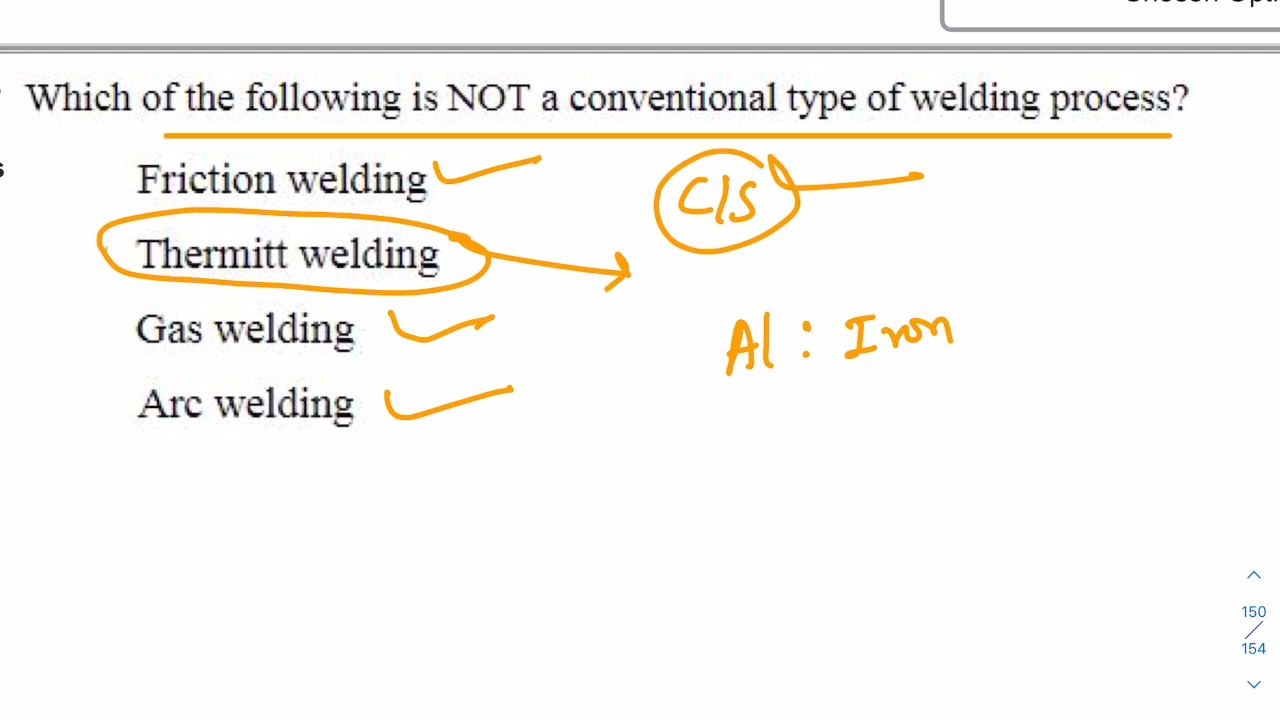 Which of the following is NOT a conventional type of welding process?
s
Friction welding
C/S
Thermitt welding
Gas welding
Al : Iron
Arc welding
150
/
154